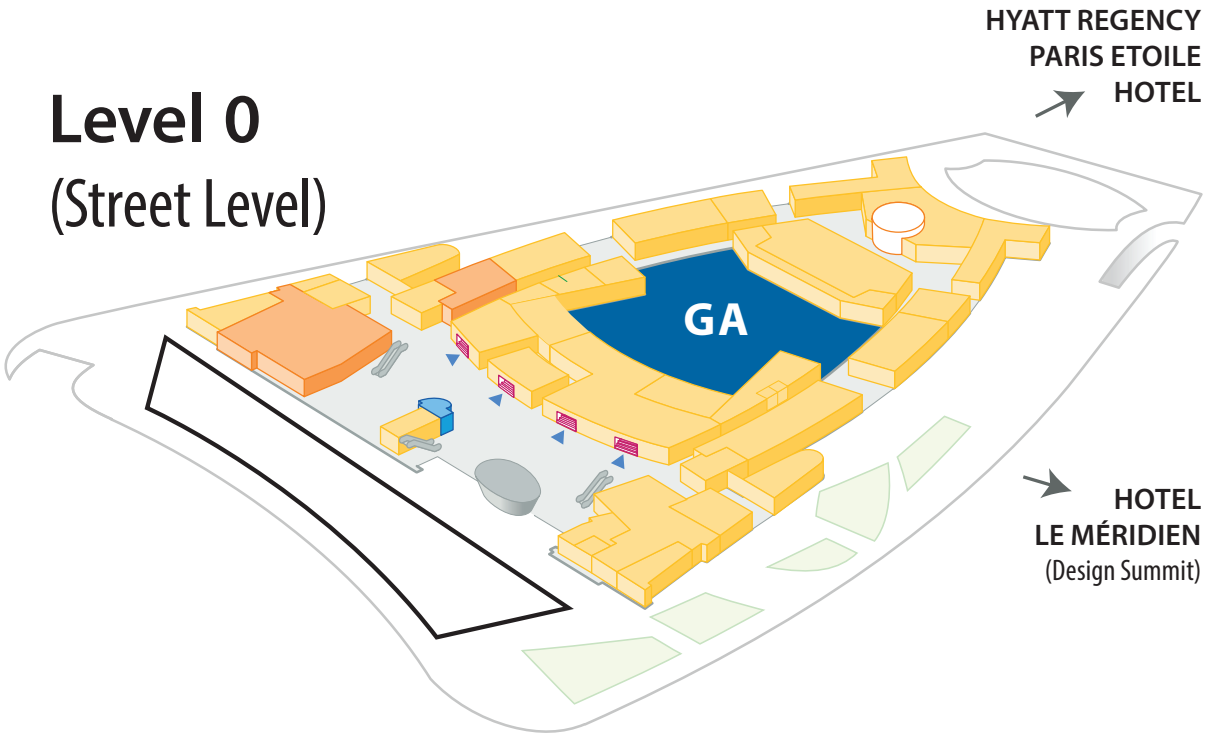 HYATT REGENCY
PARIS ETOILE
HOTEL
Level 0
(Street Level)
GA
HOTEL
LE MÉRIDIEN
(Design Summit)